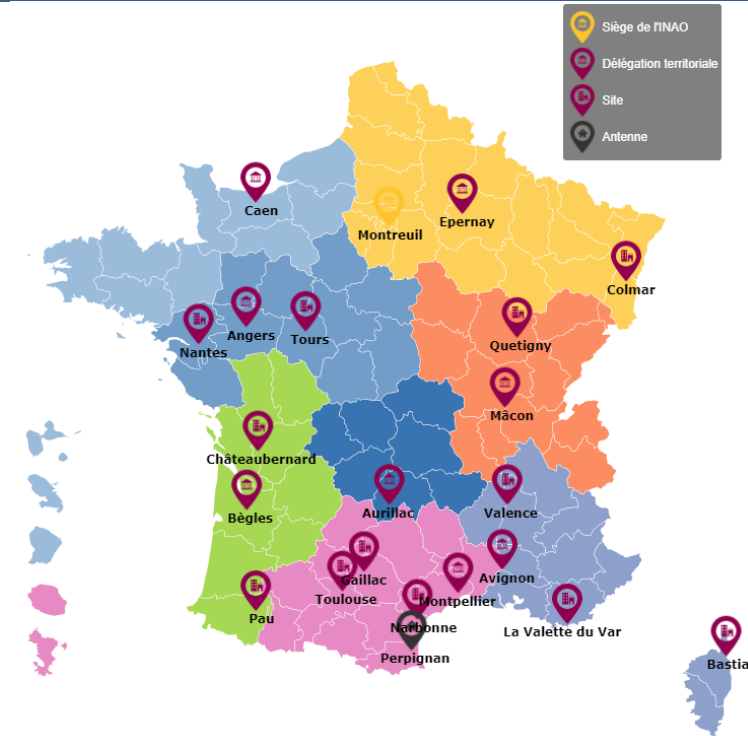 Siège de l'INAO
Délégation territoriale
Site
Antenne
Caen
Montreuil
Epernay
Colmar
Nantes
Angers
Tours
Quetigny
Mâcon
Châteaubernard
Bègles
Aurillac
Valence
Gaillac
Toulouse
Avignon
Montpellier
Pau
Narbonne
La Valette du Var
Perpignan
Bastia